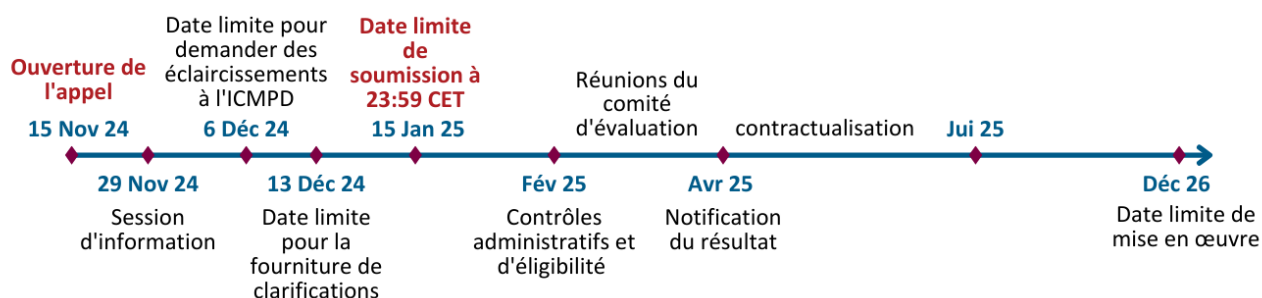 Ouverture de
l'appel
15 Nov 24
29 Nov 24
Session
d'information
Date limite pour
demander des
éclaircissements
à l'ICMPD
6 Déc 24
13 Déc 24
Date limite
pour la
fourniture de
clarifications
Date limite
de
soumission à
23:59 CET
15 Jan 25
Fév 25
Contrôles
administratifs et
d'éligibilité
Réunions du
comité
d'évaluation
Avr 25
Notification
du résultat
contractualisation
Jui 25
Déc 26
Date limite de
mise en œuvre